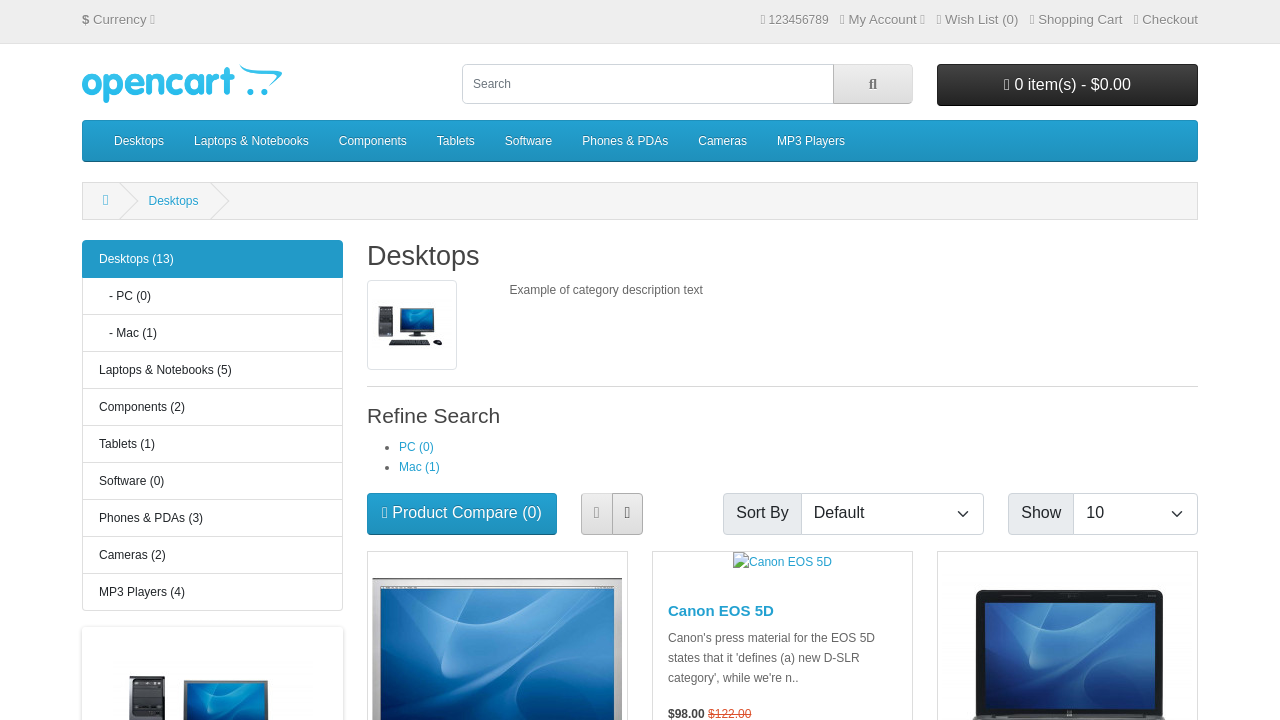 $ Currency
123456789 My Account Wish List (0) Shopping Cart Checkout
opencart
Search
0 item(s) - $0.00
Desktops Laptops & Notebooks Components Tablets Software Phones & PDAs Cameras MP3 Players
Desktops
Desktops (13)
- PC (0)
- Mac (1)
Laptops & Notebooks (5)
Components (2)
Tablets (1)
Software (0)
Phones & PDAs (3)
Cameras (2)
MP3 Players (4)
Desktops
Example of category description text
Refine Search
PC (0)
Mac (1)
Product Compare (0)
Sort By Default
Show 10
Canon EOS 5D
Canon EOS 5D
Canon's press material for the EOS 5D
states that it 'defines (a) new D-SLR
category', while we're n..
$98.00 $122.00